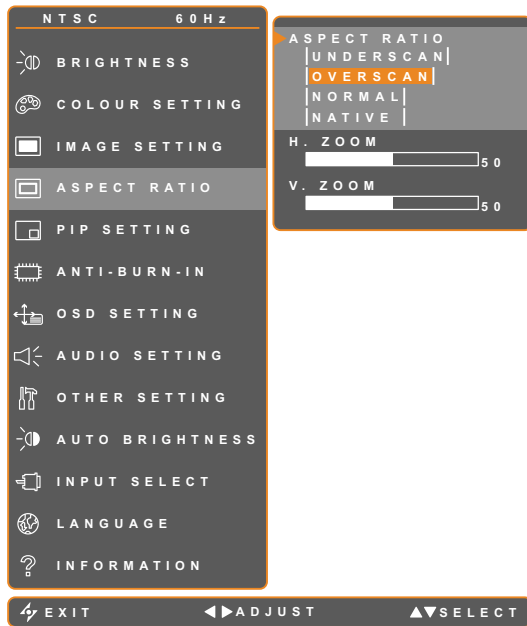 NTSC 60Hz
BRIGHTNESS
COLOUR SETTING
IMAGE SETTING
ASPECT RATIO
PIP SETTING
ANTI-BURN-IN
OSD SETTING
AUDIO SETTING
OTHER SETTING
AUTO BRIGHTNESS
INPUT SELECT
LANGUAGE
INFORMATION
ASPECT RATIO
UNDERSCAN
OVERSCAN
NORMAL
NATIVE
H. ZOOM
50
V. ZOOM
50
EXIT ADJUST SELECT